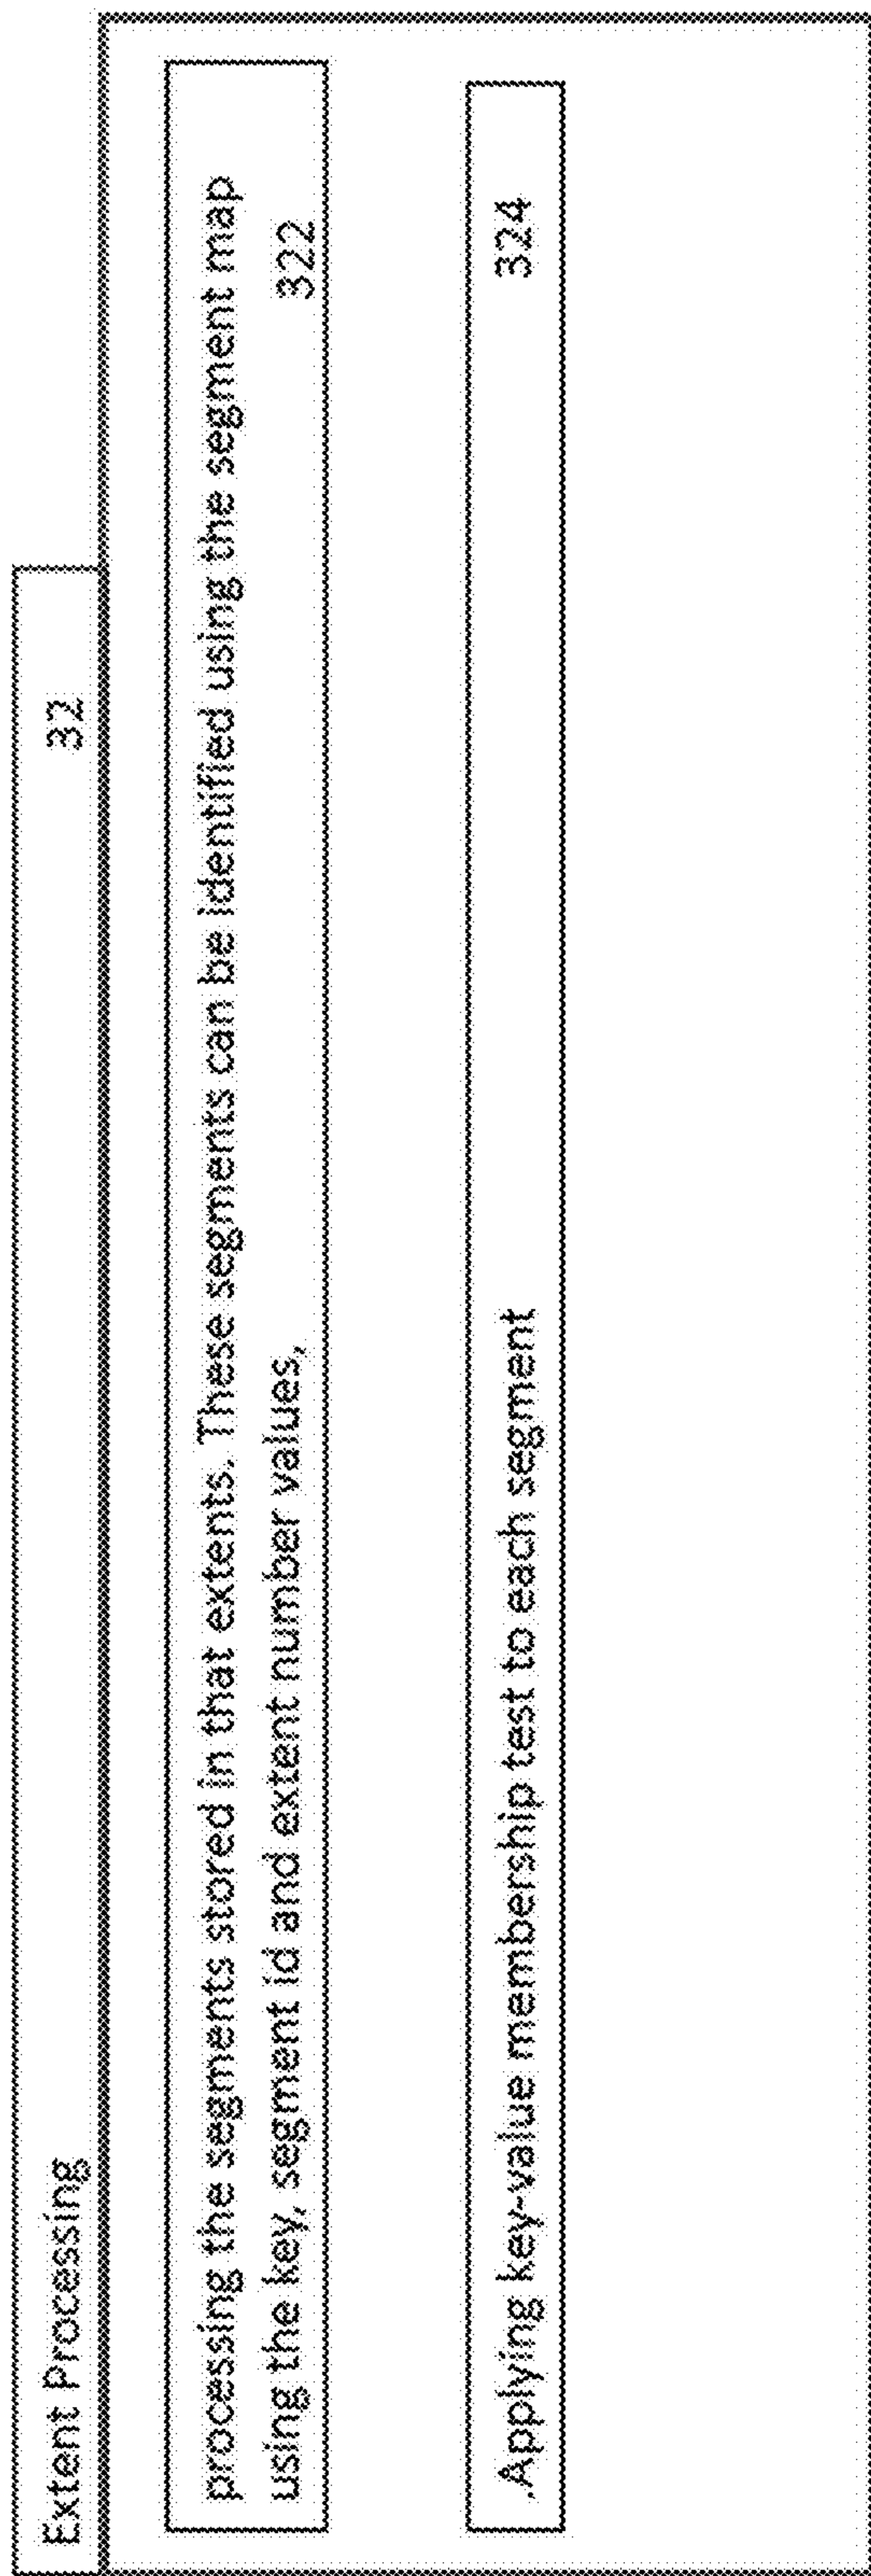 Extent Processing 32
processing the segments stored in that extents. These segments can be identified using the segment map
using the key, segment id and extent number values, 322
.Applying key-value membership test to each segment 324